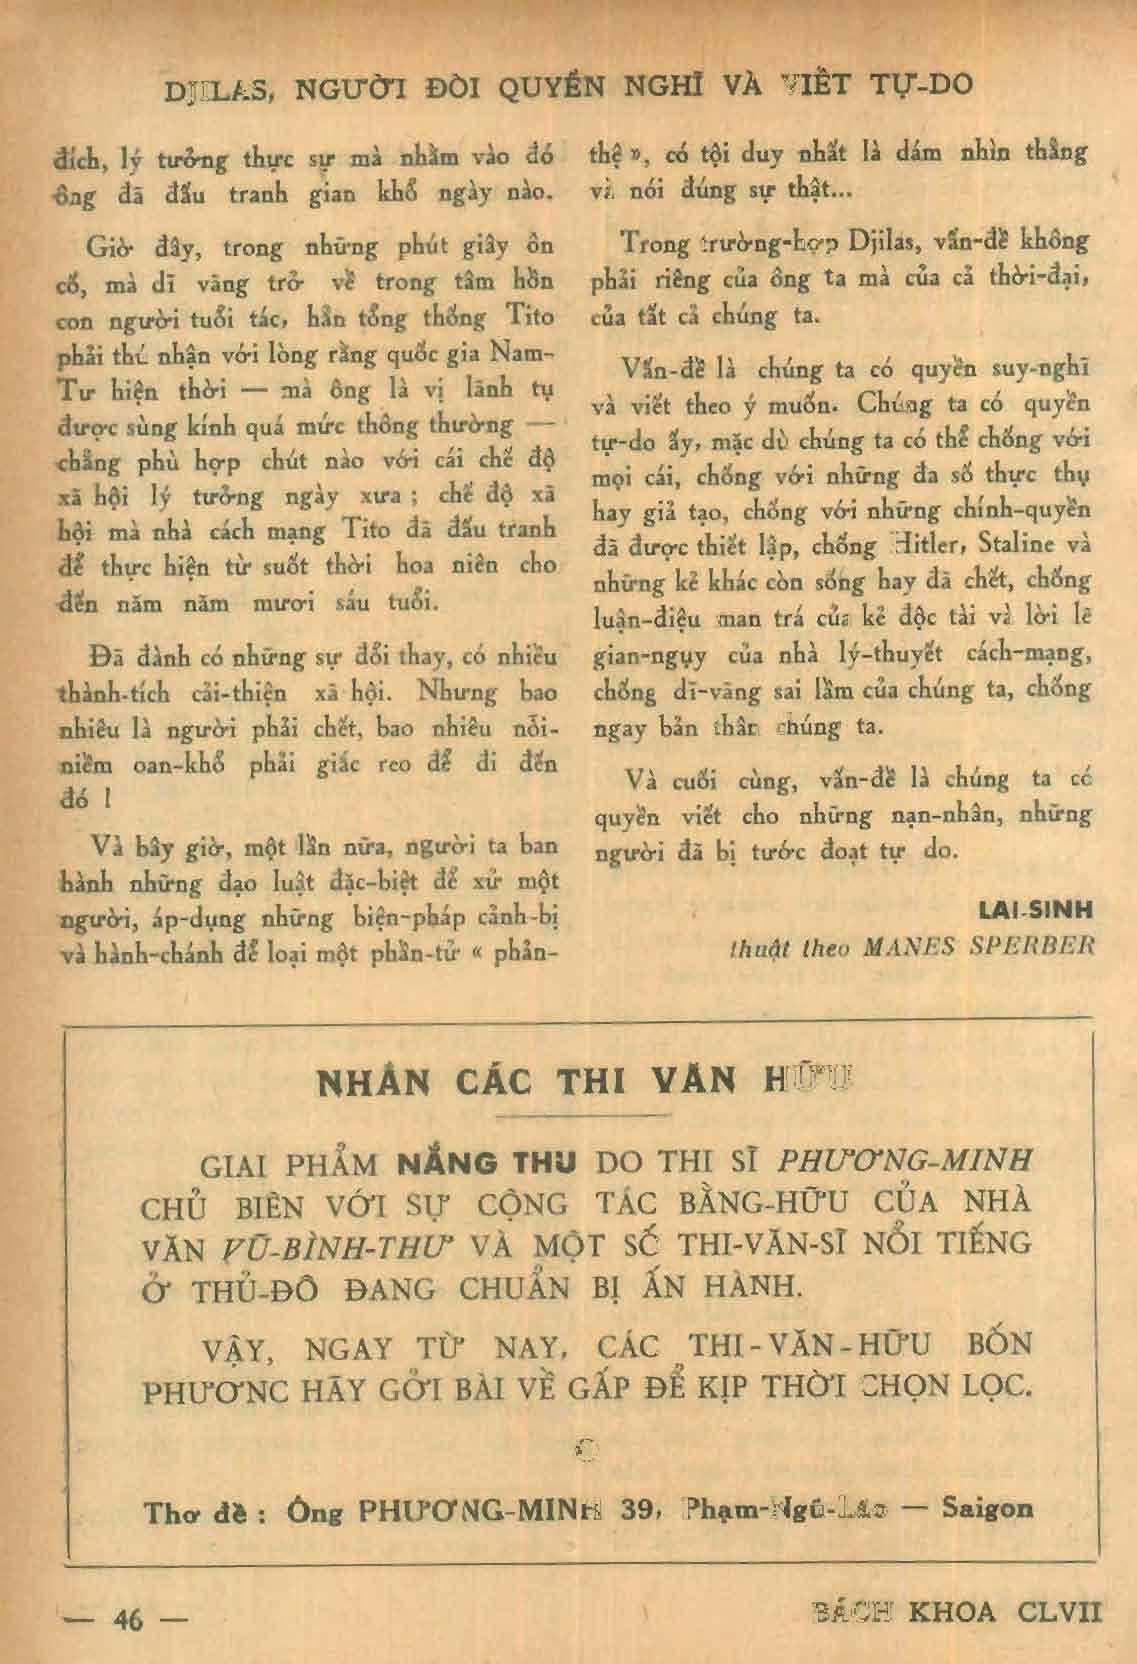 DJILAS, NGƯỜI ĐÒI QUYỀN NGHĨ VÀ VIẾT TỰ-DO
đích, lý tưởng thực sự mà nhằm vào đó
ông đã đấu tranh gian khổ ngày nào.
Giờ đây, trong những phút giây ôn
cố, mà dĩ vãng trở về trong tâm hồn
con người tuổi tác, hẳn tổng thống Tito
phải thú nhận với lòng rằng quốc gia Nam-
Tư hiện thời — mà ông là vị lãnh tụ
được sùng kính quá mức thông thường —
chẳng phù hợp chút nào với cái chế độ
xã hội lý tưởng ngày xưa ; chế độ xã
hội mà nhà cách mạng Tito đã đấu tranh
để thực hiện từ suốt thời hoa niên cho
đến năm năm mươi sáu tuổi.
Đã đành có những sự đổi thay, có nhiều
thành-tích cải-thiện xã hội. Nhưng bao
nhiêu là người phải chết, bao nhiêu nỗi-
niềm oan-khổ phải giắc reo để đi đến
đó !
Và bây giờ, một lần nữa, người ta ban
hành những đạo luật đặc-biệt để xử một
người, áp-dụng những biện-pháp cảnh-bị
và hành-chánh để loại một phần-tử « phản-
thệ », có tội duy nhất là dám nhìn thẳng
và nói đúng sự thật...
Trong trường-hợp Djilas, vấn-đề không
phải riêng của ông ta mà của cả thời-đại,
của tất cả chúng ta.
Vấn-đề là chúng ta có quyền suy-nghĩ
và viết theo ý muốn. Chúng ta có quyền
tự-do ấy, mặc dù chúng ta có thể chống với
mọi cái, chống với những đa số thực thụ
hay giả tạo, chống với những chính-quyền
đã được thiết lập, chống Hitler, Staline và
những kẻ khác còn sống hay đã chết, chống
luận-điệu man trá của kẻ độc tài và lời lẽ
gian-ngụy của nhà lý-thuyết cách-mạng,
chống dĩ-vãng sai lầm của chúng ta, chống
ngay bản thân chúng ta.
Và cuối cùng, vấn-đề là chúng ta có
quyền viết cho những nạn-nhân, những
người đã bị tước đoạt tự do.
LAI-SINH
thuật theo MANES SPERBER
NHẮN CÁC THI VĂN HỮU
GIAI PHẨM NẮNG THU DO THI SĨ PHƯƠNG-MINH
CHỦ BIÊN VỚI SỰ CỘNG TÁC BẰNG-HỮU CỦA NHÀ
VĂN VŨ-BÌNH-THƯ VÀ MỘT SỐ THI-VĂN-SĨ NỔI TIẾNG
Ở THỦ-ĐÔ ĐANG CHUẨN BỊ ẤN HÀNH.
VẬY, NGAY TỪ NAY, CÁC THI-VĂN-HỮU BỐN
PHƯƠNG HÃY GỞI BÀI VỀ GẤP ĐỂ KỊP THỜI CHỌN LỌC.
Thơ đề : Ông PHƯƠNG-MINH 39, Phạm-Ngũ-Lão — Saigon
— 46 —
BÁCH KHOA CLVII